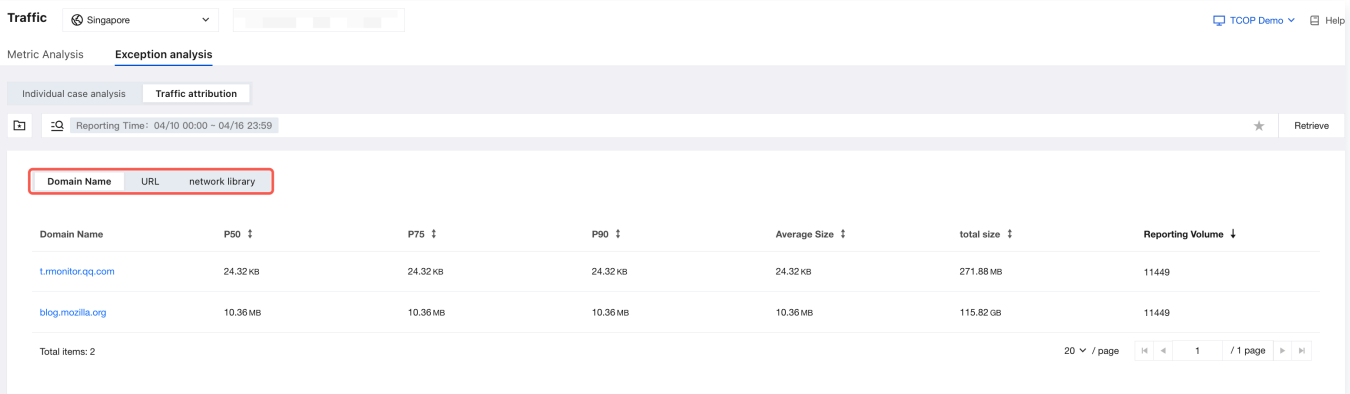 Traffic Singapore TCOP Demo Help
Metric Analysis Exception analysis
Individual case analysis Traffic attribution
Reporting Time: 04/10 00:00 ~ 04/16 23:59 Retrieve
Domain Name URL network library
Domain Name P50 P75 P90 Average Size total size Reporting Volume
t.rmonitor.qq.com 24.32 KB 24.32 KB 24.32 KB 24.32 KB 271.88 MB 11449
blog.mozilla.org 10.36 MB 10.36 MB 10.36 MB 10.36 MB 115.82 GB 11449
Total items: 2 20 / page 1 / 1 page